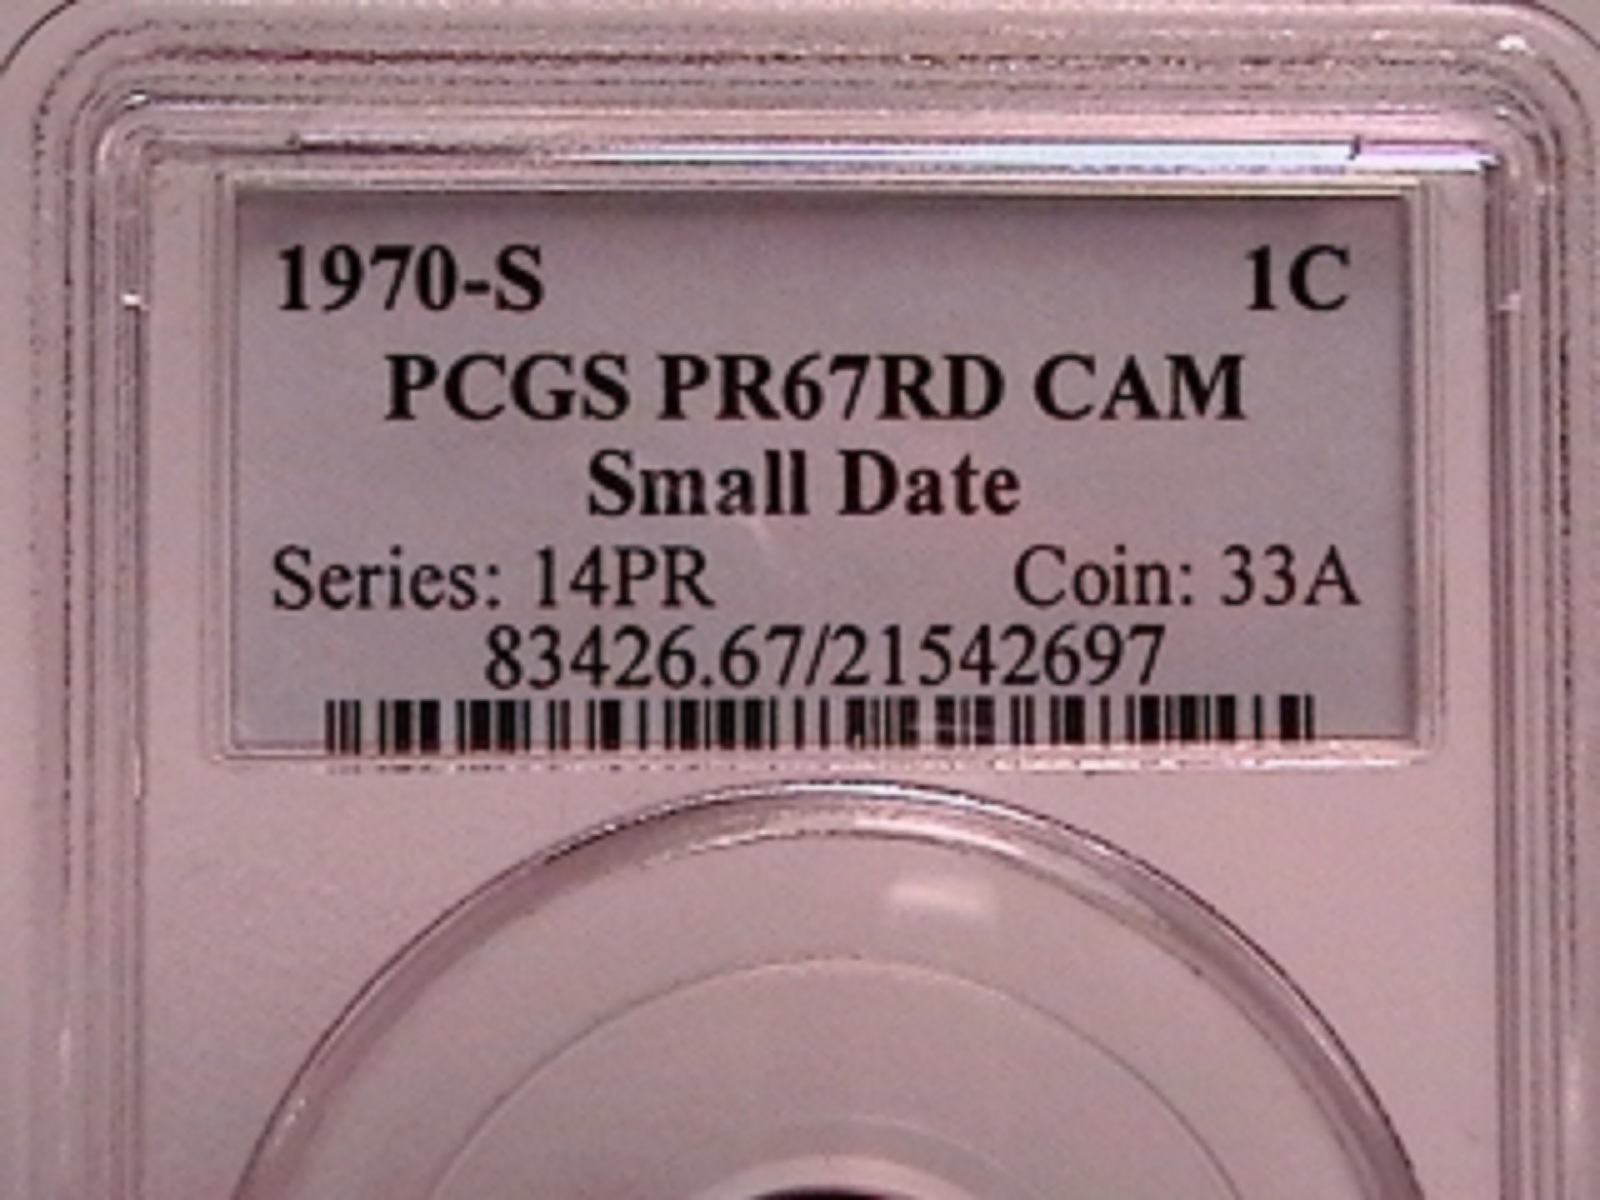 1970-S 1C
PCGS PR67RD CAM
Small Date
Series: 14PR Coin: 33A
83426.67/21542697